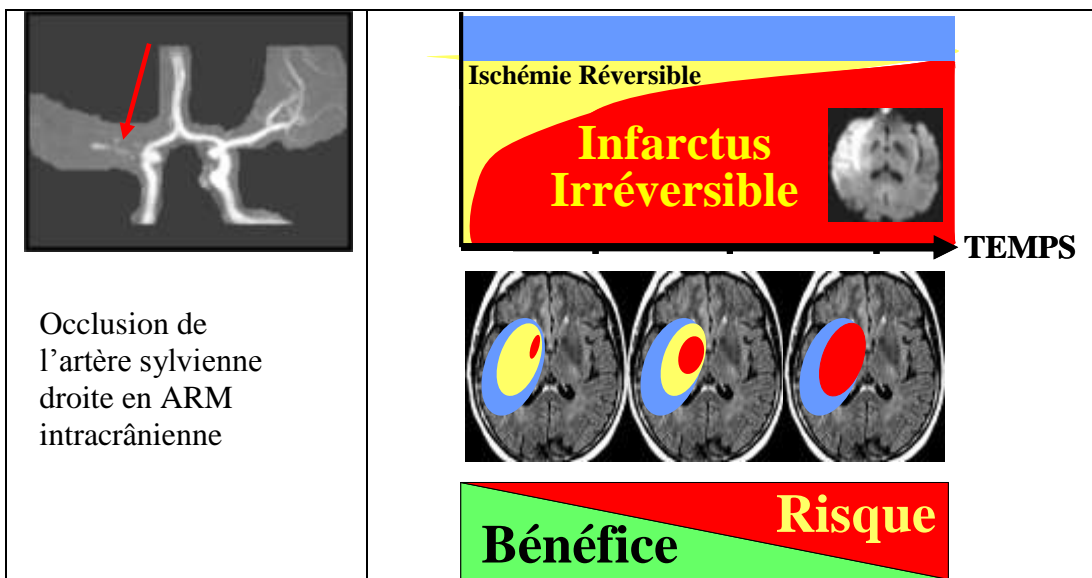 Occlusion de
l’artère sylvienne
droite en ARM
intracrânienne
Ischémie Réversible
Infarctus
Irréversible
TEMPS
Risque
Bénéfice